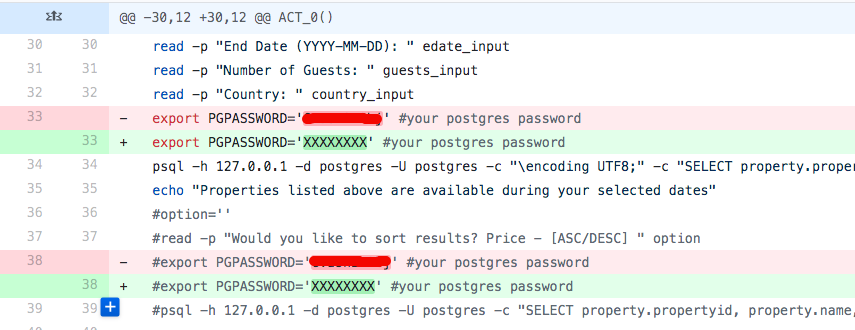 @@ -30,12 +30,12 @@ ACT_0()
30 30 read -p "End Date (YYYY-MM-DD): " edate_input
31 31 read -p "Number of Guests: " guests_input
32 32 read -p "Country: " country_input
33 - export PGPASSWORD='' #your postgres password
33 + export PGPASSWORD='XXXXXXXX' #your postgres password
34 34 psql -h 127.0.0.1 -d postgres -U postgres -c "\encoding UTF8;" -c "SELECT property.prope
35 35 echo "Properties listed above are available during your selected dates"
36 36 #option=''
37 37 #read -p "Would you like to sort results? Price - [ASC/DESC] " option
38 - #export PGPASSWORD='' #your postgres password
38 + #export PGPASSWORD='XXXXXXXX' #your postgres password
39 39 + #psql -h 127.0.0.1 -d postgres -U postgres -c "SELECT property.propertyid, property.name,